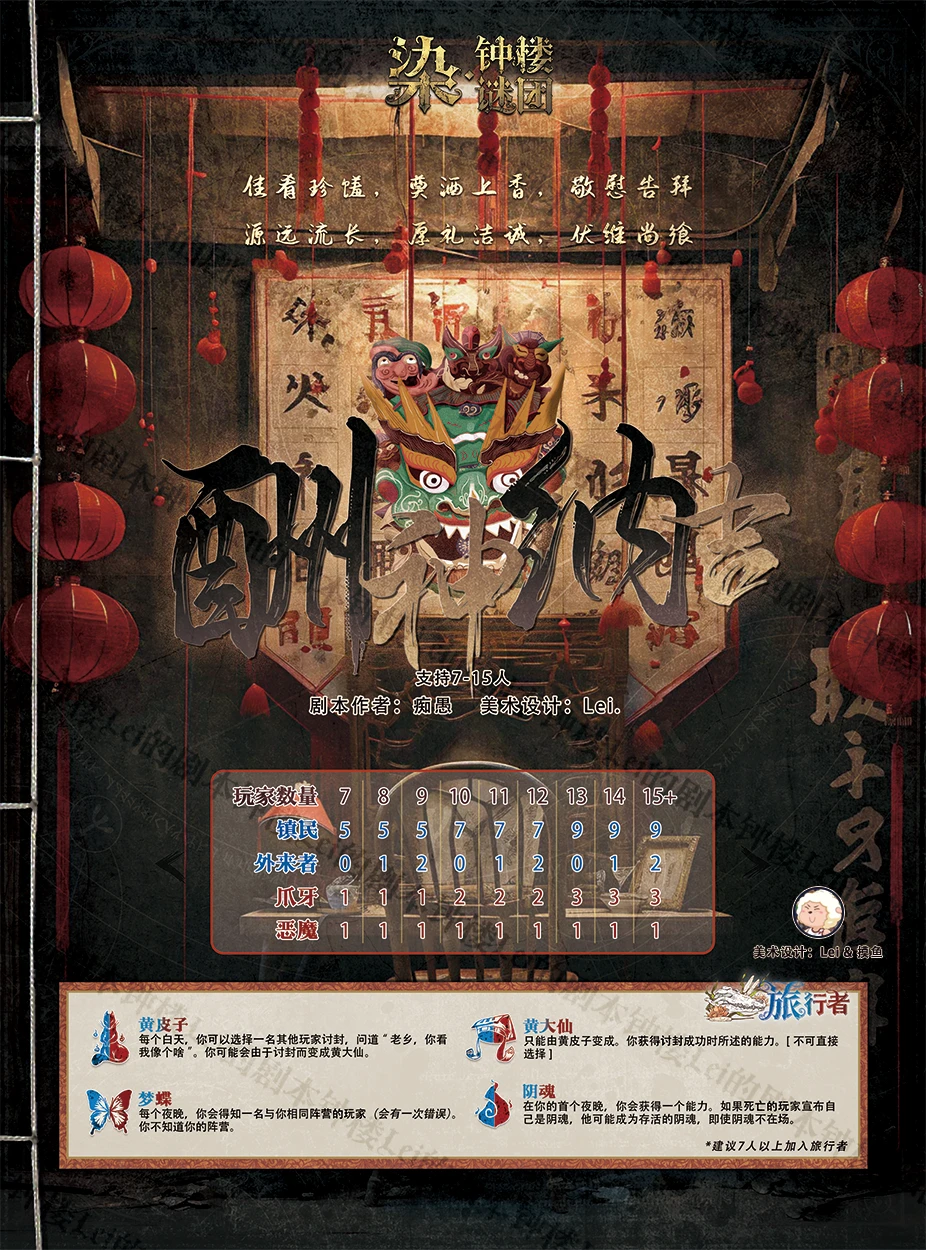 染·钟楼谜团
佳肴珍馐，奠酒上香，敬慰告拜
源远流长，厚礼洁诚，伏维尚飨
酬神纳吉
支持7-15人
剧本作者：痴愚 美术设计：Lei.
玩家数量 7 8 9 10 11 12 13 14 15+
镇民 5 5 5 7 7 7 9 9 9
外来者 0 1 2 0 1 2 0 1 2
爪牙 1 1 1 2 2 2 3 3 3
恶魔 1 1 1 1 1 1 1 1 1
美术设计：Lei & 摸鱼
旅行者
黄皮子
每个白天，你可以选择一名其他玩家讨封，问道“老乡，你看
我像个啥”。你可能会由于讨封而变成黄大仙。
黄大仙
只能由黄皮子变成。你获得讨封成功时所述的能力。[不可直接
选择]
梦蝶
每个夜晚，你会得知一名与你相同阵营的玩家（会有一次错误）。
你不知道你的阵营。
阴魂
在你的首个夜晚，你会获得一个能力。如果死亡的玩家宣布自
己是阴魂，他可能成为存活的阴魂，即使阴魂不在场。
*建议7人以上加入旅行者